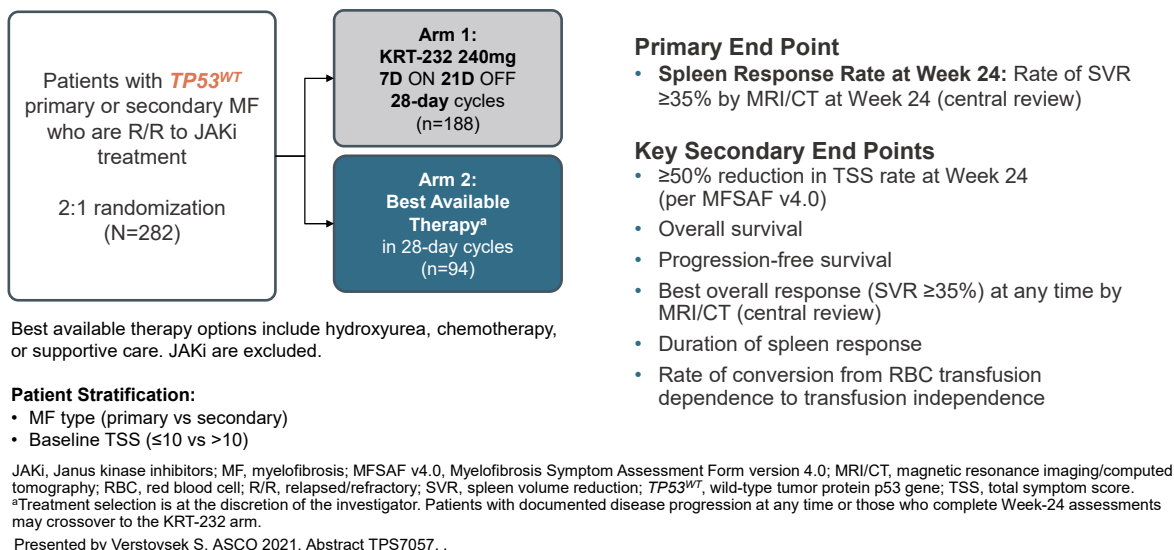 Patients with TP53WT
primary or secondary MF
who are R/R to JAKi
treatment
2:1 randomization
(N=282)
Arm 1:
KRT-232 240mg
7D ON 21D OFF
28-day cycles
(n=188)
Arm 2:
Best Available
Therapyᵃ
in 28-day cycles
(n=94)
Best available therapy options include hydroxyurea, chemotherapy,
or supportive care. JAKi are excluded.
Patient Stratification:
• MF type (primary vs secondary)
• Baseline TSS (≤10 vs >10)
Primary End Point
• Spleen Response Rate at Week 24: Rate of SVR
≥35% by MRI/CT at Week 24 (central review)
Key Secondary End Points
• ≥50% reduction in TSS rate at Week 24
(per MFSAF v4.0)
• Overall survival
• Progression-free survival
• Best overall response (SVR ≥35%) at any time by
MRI/CT (central review)
• Duration of spleen response
• Rate of conversion from RBC transfusion
dependence to transfusion independence
JAKi, Janus kinase inhibitors; MF, myelofibrosis; MFSAF v4.0, Myelofibrosis Symptom Assessment Form version 4.0; MRI/CT, magnetic resonance imaging/computed
tomography; RBC, red blood cell; R/R, relapsed/refractory; SVR, spleen volume reduction; TP53WT, wild-type tumor protein p53 gene; TSS, total symptom score.
ᵃTreatment selection is at the discretion of the investigator. Patients with documented disease progression at any time or those who complete Week-24 assessments
may crossover to the KRT-232 arm.
Presented by Verstovsek S, ASCO 2021, Abstract TPS7057. .